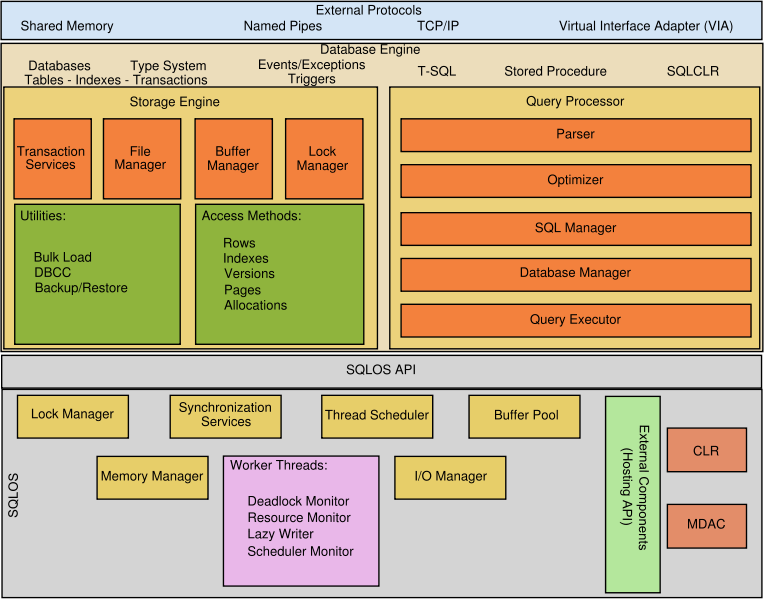 External Protocols
Shared Memory
Named Pipes
TCP/IP
Virtual Interface Adapter (VIA)
Database Engine
Databases
Type System
Tables - Indexes - Transactions
Events/Exceptions
Triggers
T-SQL
Stored Procedure
SQLCLR
Storage Engine
Transaction
Services
File
Manager
Buffer
Manager
Lock
Manager
Utilities:
Bulk Load
DBCC
Backup/Restore
Access Methods:
Rows
Indexes
Versions
Pages
Allocations
Query Processor
Parser
Optimizer
SQL Manager
Database Manager
Query Executor
SQLOS API
SQLOS
Lock Manager
Synchronization
Services
Thread Scheduler
Buffer Pool
Memory Manager
Worker Threads:
Deadlock Monitor
Resource Monitor
Lazy Writer
Scheduler Monitor
I/O Manager
External Components
(Hosting API)
CLR
MDAC